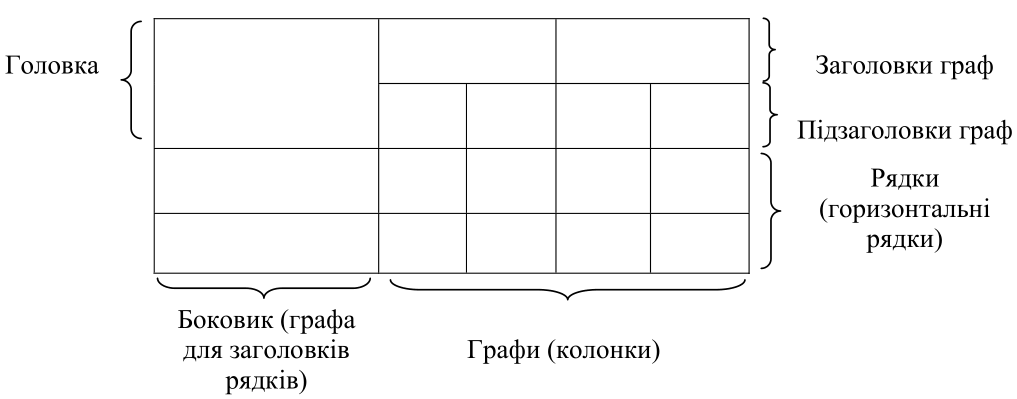 Головка
Заголовки граф
Підзаголовки граф
Рядки
(горизонтальні
рядки)
Боковик (графа
для заголовків
рядків)
Графи (колонки)